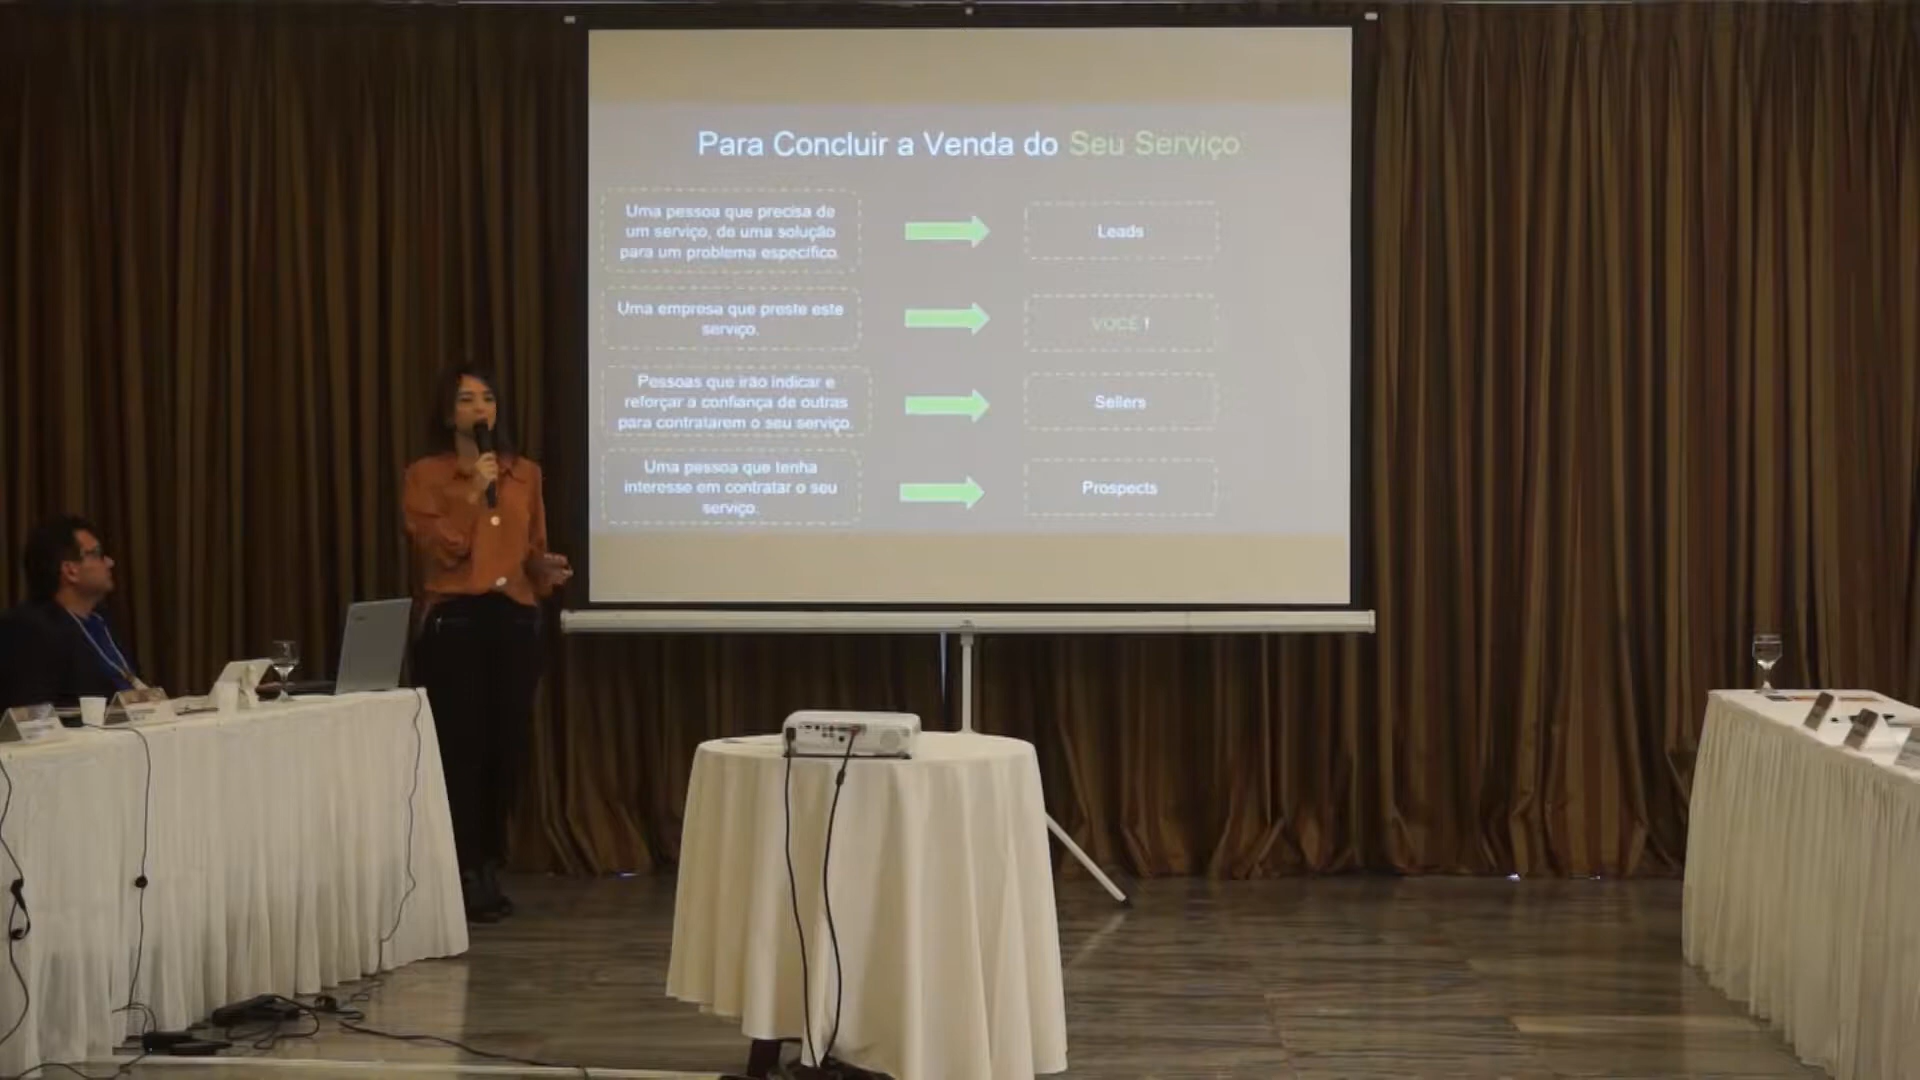 Para Concluir a Venda do Seu Serviço
Uma pessoa que precisa de
um serviço, de uma solução
para um problema específico.
Leads
Uma empresa que preste este
serviço.
VOCÊ !
Pessoas que irão indicar e
reforçar a confiança de outras
para contratarem o seu serviço.
Sellers
Uma pessoa que tenha
interesse em contratar o seu
serviço.
Prospects